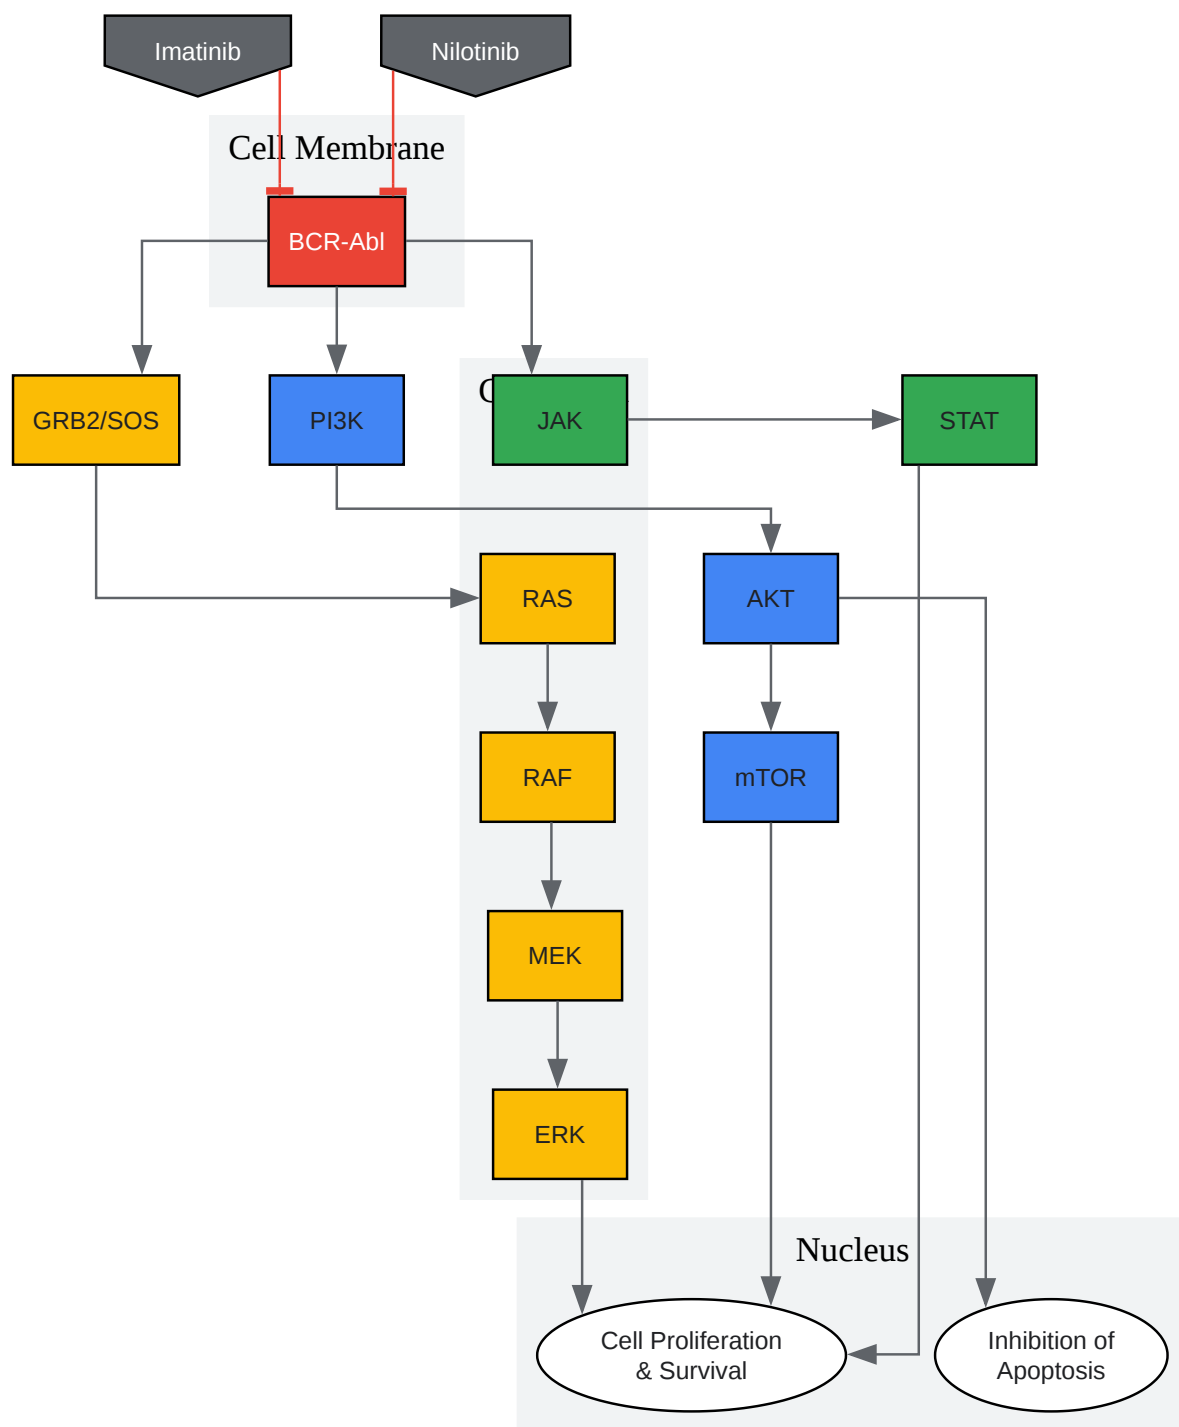 Imatinib
Nilotinib
Cell Membrane
BCR-Abl
GRB2/SOS
PI3K
JAK
STAT
RAS
AKT
RAF
mTOR
MEK
ERK
Nucleus
Cell Proliferation
& Survival
Inhibition of
Apoptosis